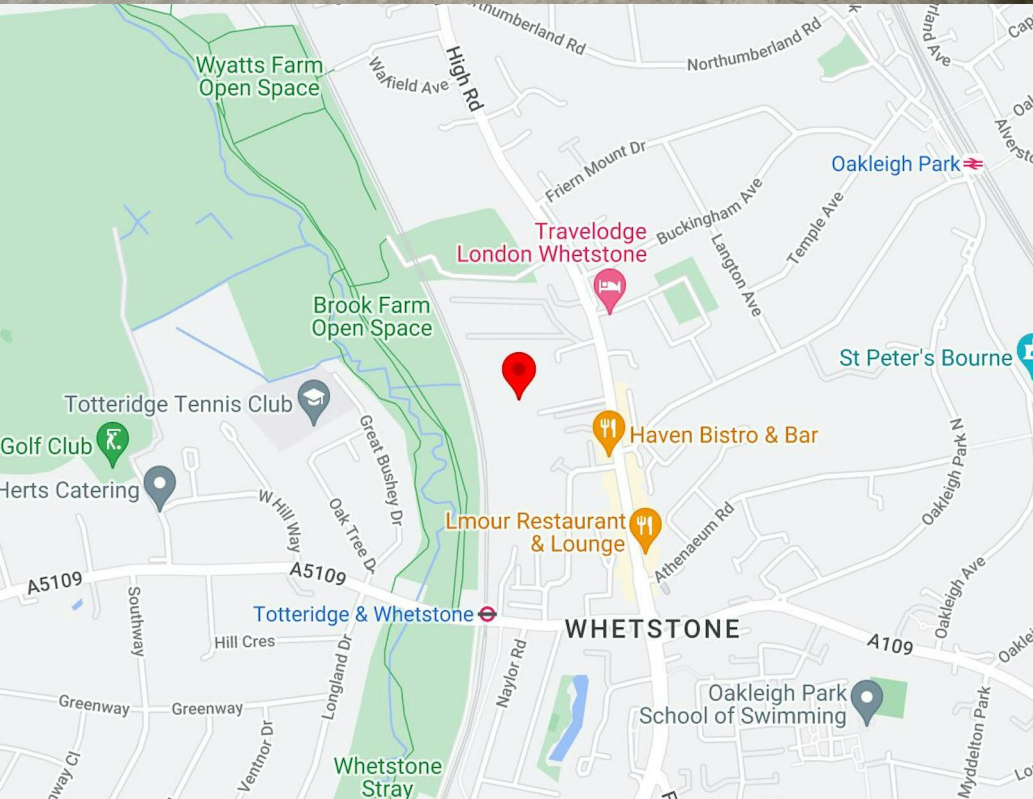 rthumberland Rd
Northumberland Rd
rland Ave
Wyatts Farm
Open Space
High Rd
Friern Mount Dr
Oakleigh Park
Buckingham Ave
Temple Ave
Langton Ave
Travelodge
London Whetstone
Brook Farm
Open Space
St Peter's Bourne
Totteridge Tennis Club
Golf Club
Herts Catering
Great Bushey Dr
Haven Bistro & Bar
Oakleigh Park N
W Hill Way
Oak Tree D
Lmour Restaurant
& Lounge
Athenaeum Rd
A5109
A5109
Oakleigh Ave
Totteridge & Whetstone
WHETSTONE
A109
Southway
Hill Cres
Longland Dr
Naylor Rd
Greenway
Greenway
Oakleigh Park
School of Swimming
Myddelton Park
Ventnor Dr
way Cl
Whetstone
Stray